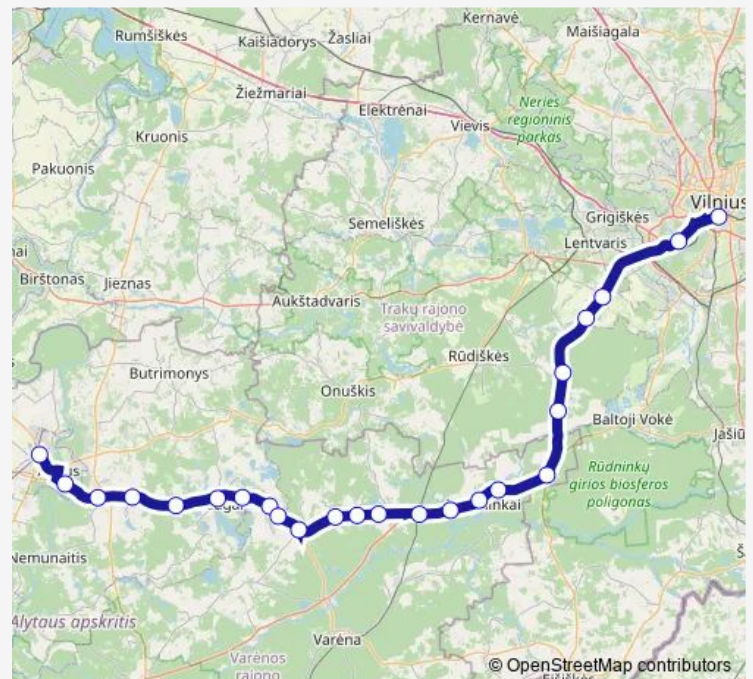 Kernavė
Rumšiškės
Kaišiadorys
Žasliai
Maišiagala
Žiežmariai
Elektrėnai
Neries
regioninis
parkas
Vievis
Kruonis
Pakuonis
Vilnius
Semeliškės
Grigiškės
Lentvaris
Birštonas
Jieznas
Aukštadvaris
Trakų rajono
savivaldybė
Rūdiškės
Butrimonys
Onuškis
Baltoji Vokė
Rūdninkų
girios biosferos
poligonas
Nemunaitis
Alytaus apskritis
Varėna
Varėnos
rajono
© OpenStreetMap contributors